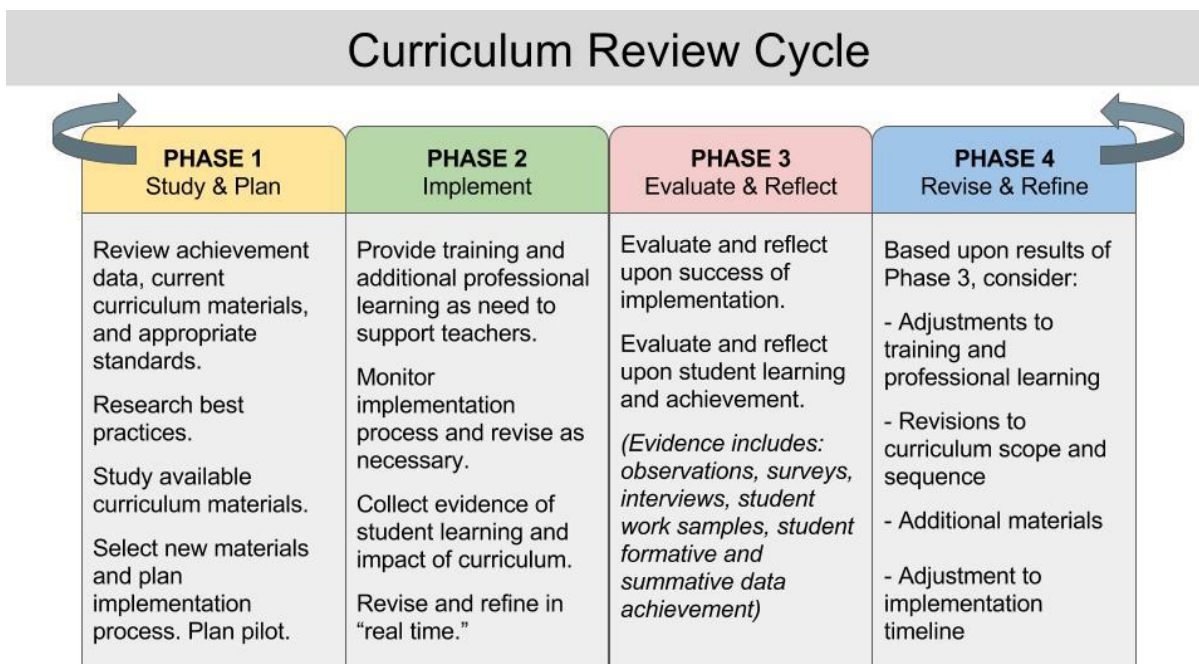 Curriculum Review Cycle
PHASE 1
Study & Plan
Review achievement
data, current
curriculum materials,
and appropriate
standards.
Research best
practices.
Study available
curriculum materials.
Select new materials
and plan
implementation
process. Plan pilot.
PHASE 2
Implement
Provide training and
additional professional
learning as need to
support teachers.
Monitor
implementation
process and revise as
necessary.
Collect evidence of
student learning and
impact of curriculum.
Revise and refine in
“real time.”
PHASE 3
Evaluate & Reflect
Evaluate and reflect
upon success of
implementation.
Evaluate and reflect
upon student learning
and achievement.
(Evidence includes:
observations, surveys,
interviews, student
work samples, student
formative and
summative data
achievement)
PHASE 4
Revise & Refine
Based upon results of
Phase 3, consider:
- Adjustments to
training and
professional learning
- Revisions to
curriculum scope and
sequence
- Additional materials
- Adjustment to
implementation
timeline